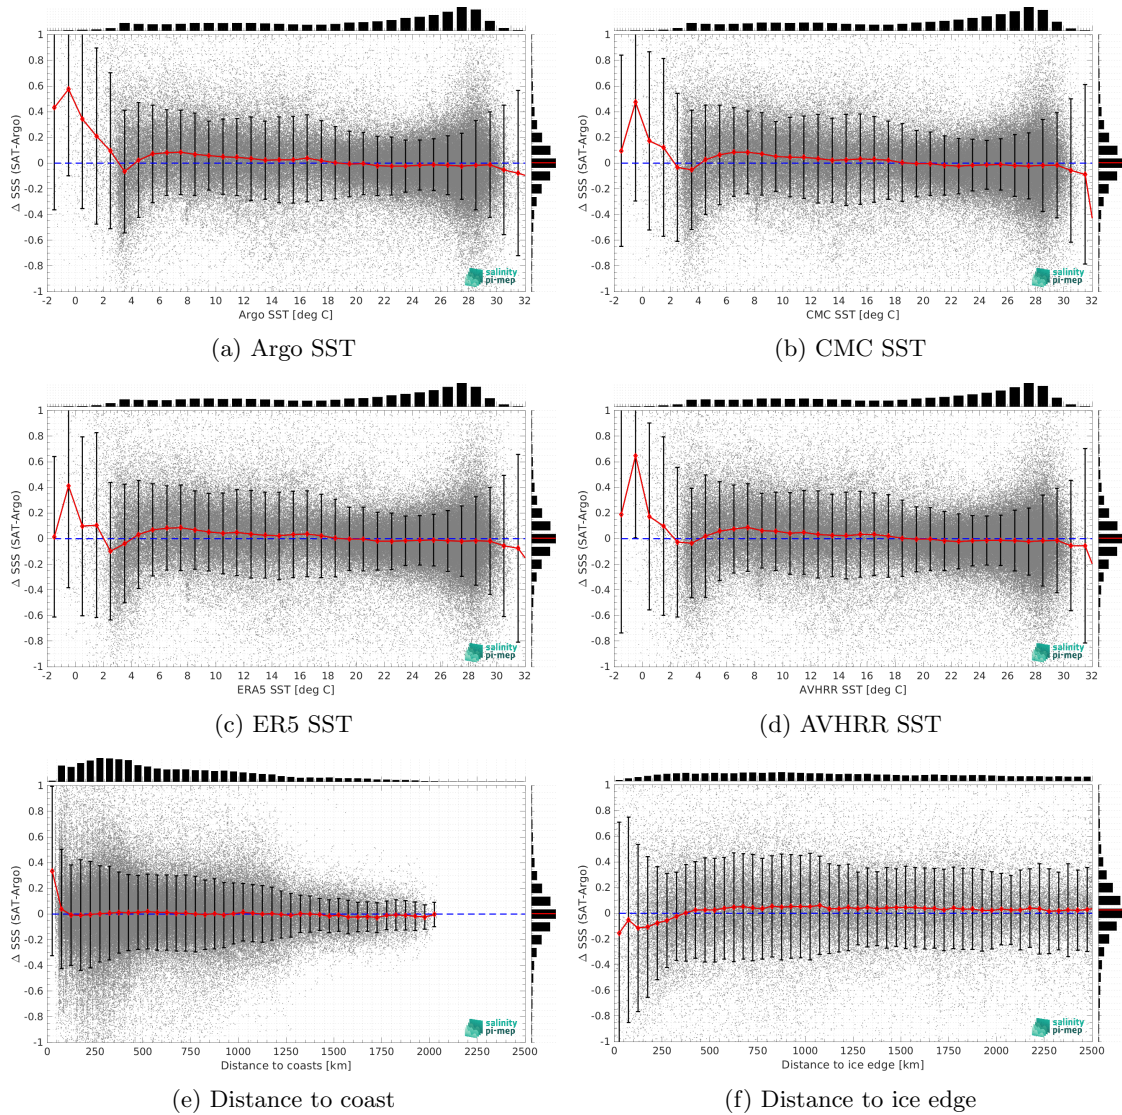 1
0.8
0.6
0.4
0.2
0
-0.2
-0.4
-0.6
-0.8
-1
Δ SSS (SAT-Argo)
salinity
pi-mep
-2 0 2 4 6 8 10 12 14 16 18 20 22 24 26 28 30 32
Argo SST [deg C]
(a) Argo SST
1
0.8
0.6
0.4
0.2
0
-0.2
-0.4
-0.6
-0.8
-1
Δ SSS (SAT-Argo)
salinity
pi-mep
-2 0 2 4 6 8 10 12 14 16 18 20 22 24 26 28 30 32
CMC SST [deg C]
(b) CMC SST
1
0.8
0.6
0.4
0.2
0
-0.2
-0.4
-0.6
-0.8
-1
Δ SSS (SAT-Argo)
salinity
pi-mep
-2 0 2 4 6 8 10 12 14 16 18 20 22 24 26 28 30 32
ERA5 SST [deg C]
(c) ER5 SST
1
0.8
0.6
0.4
0.2
0
-0.2
-0.4
-0.6
-0.8
-1
Δ SSS (SAT-Argo)
salinity
pi-mep
-2 0 2 4 6 8 10 12 14 16 18 20 22 24 26 28 30 32
AVHRR SST [deg C]
(d) AVHRR SST
1
0.8
0.6
0.4
0.2
0
-0.2
-0.4
-0.6
-0.8
-1
Δ SSS (SAT-Argo)
salinity
pi-mep
0 250 500 750 1000 1250 1500 1750 2000 2250 2500
Distance to coasts [km]
(e) Distance to coast
1
0.8
0.6
0.4
0.2
0
-0.2
-0.4
-0.6
-0.8
-1
Δ SSS (SAT-Argo)
salinity
pi-mep
0 250 500 750 1000 1250 1500 1750 2000 2250 2500
Distance to ice edge [km]
(f) Distance to ice edge